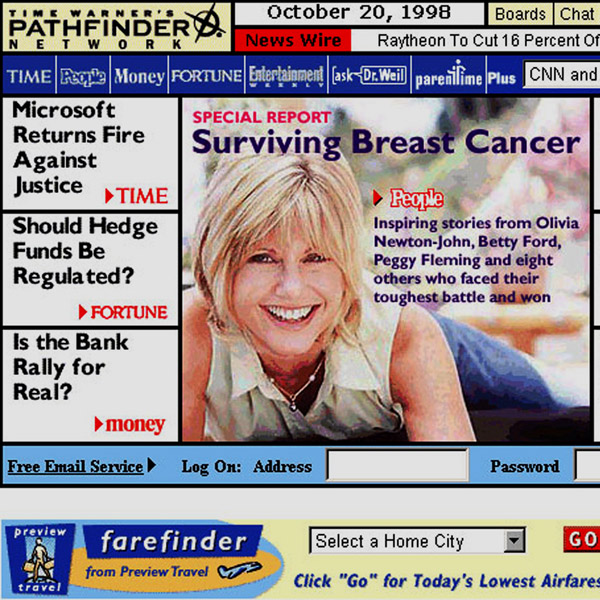 TIME WARNER'S
PATHFINDER
NETWORK
October 20, 1998
Boards
Chat
News Wire
Raytheon To Cut 16 Percent Of
TIME
People
Money
FORTUNE
Entertainment
WEEKLY
ask Dr. Weil
parentTime
Plus
CNN and
Microsoft
Returns Fire
Against
Justice
TIME
Should Hedge
Funds Be
Regulated?
FORTUNE
Is the Bank
Rally for
Real?
money
SPECIAL REPORT
Surviving Breast Cancer
People
Inspiring stories from Olivia
Newton-John, Betty Ford,
Peggy Fleming and eight
others who faced their
toughest battle and won
Free Email Service
Log On: Address
Password
preview
travel
farefinder
from Preview Travel
Select a Home City
GO
Click "Go" for Today's Lowest Airfares